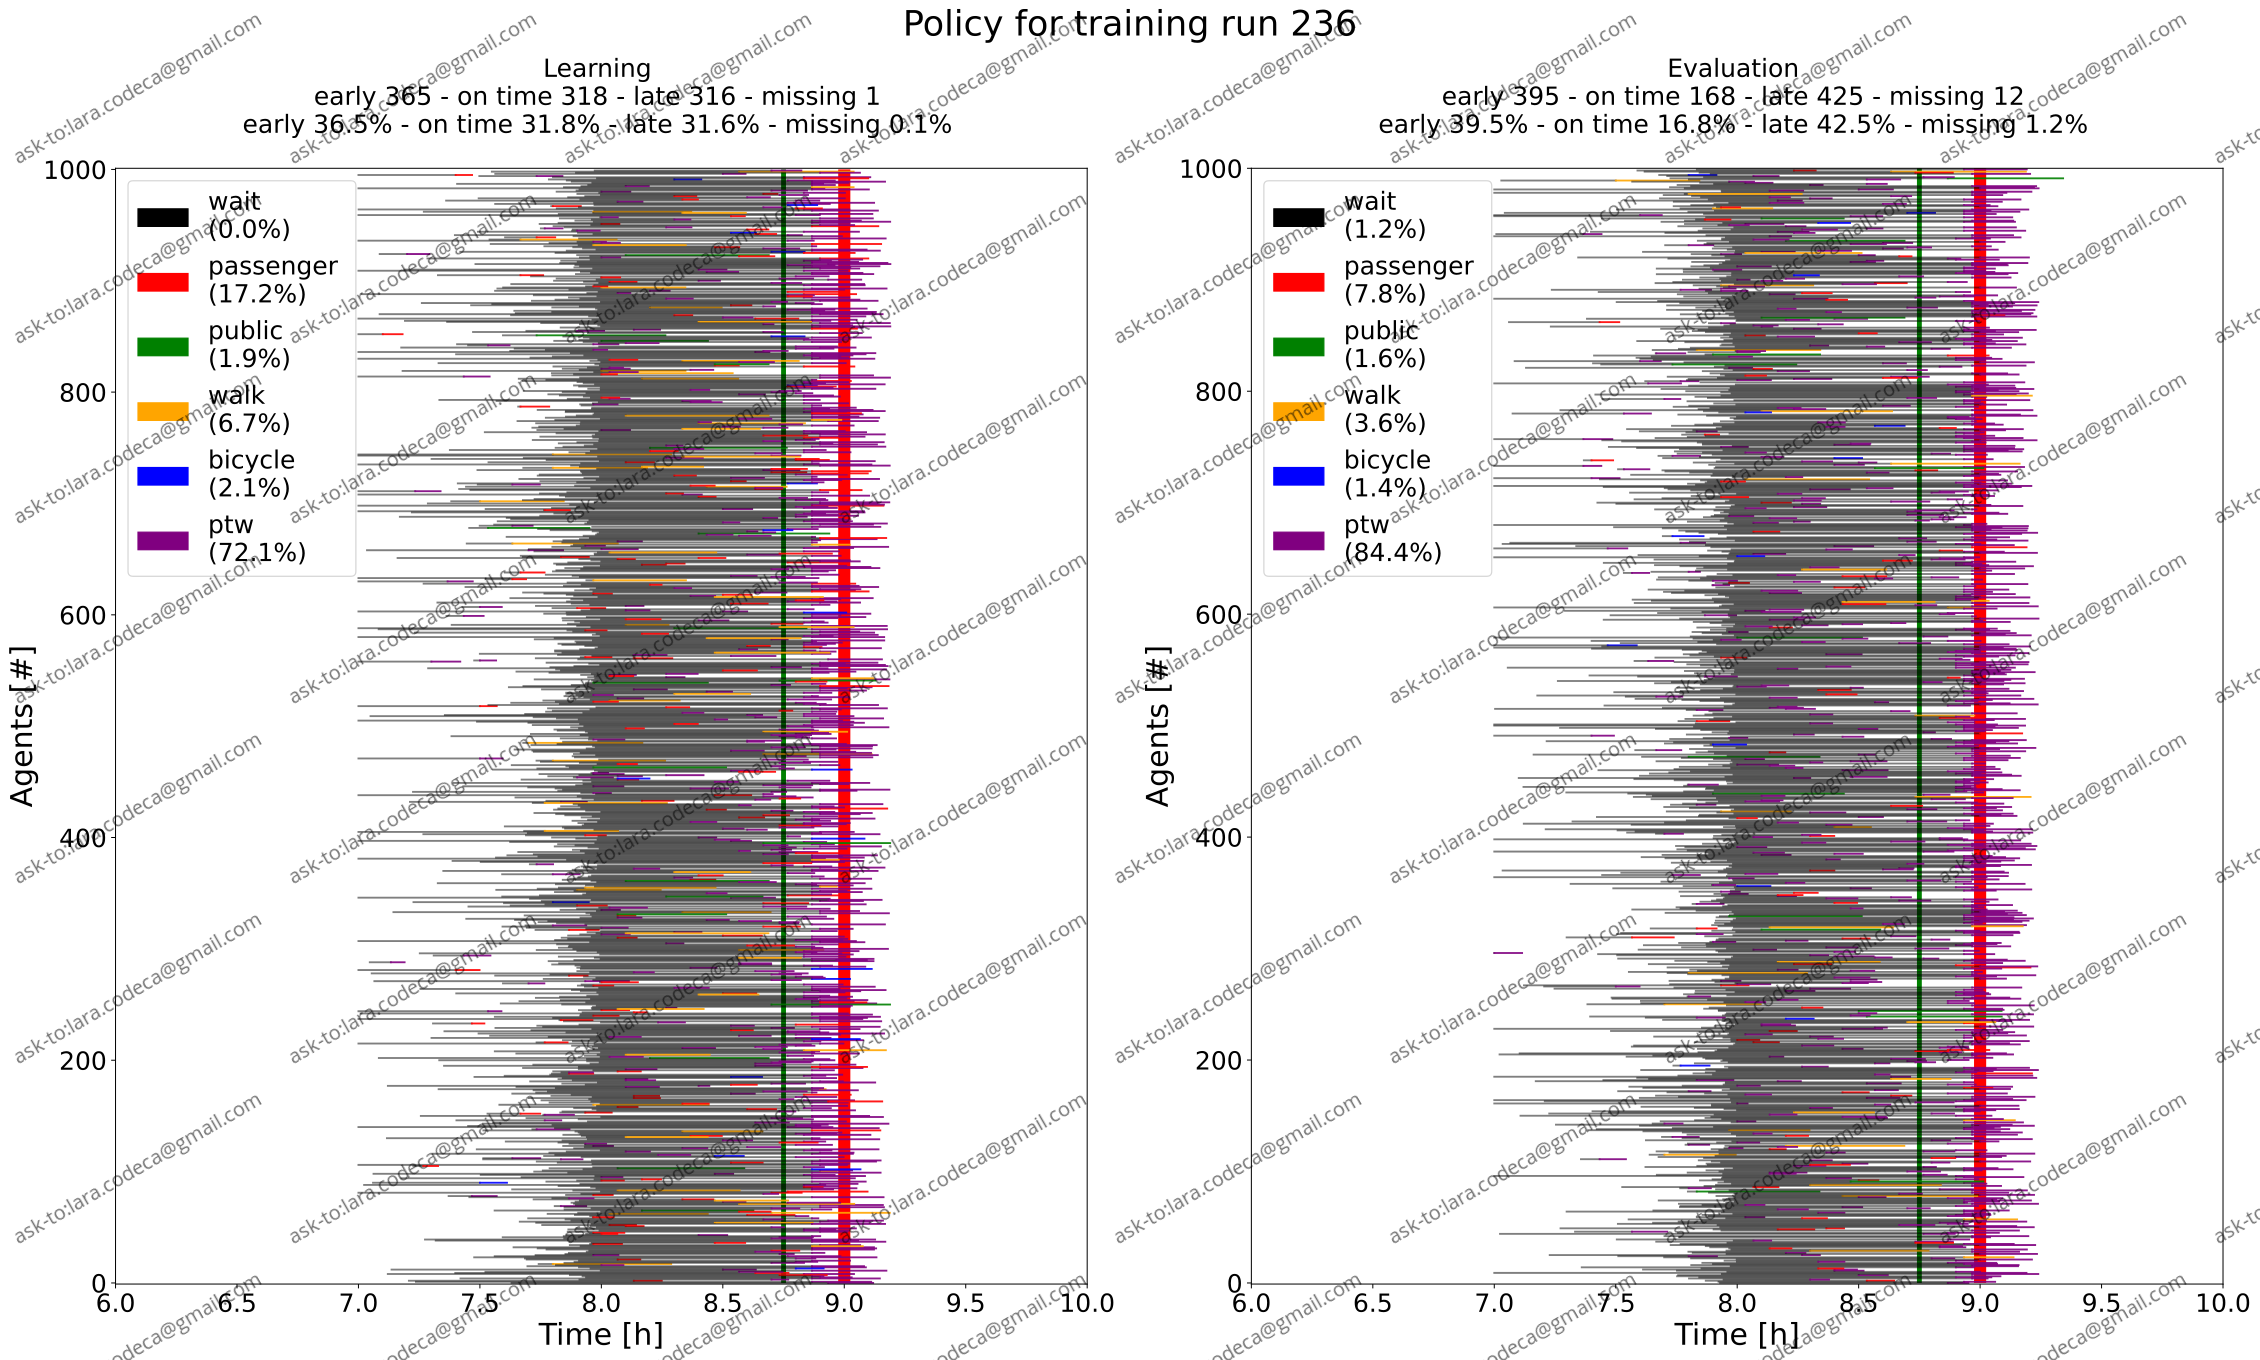 Policy for training run 236
Learning
early 365 - on time 318 - late 316 - missing 1
early 36.5% - on time 31.8% - late 31.6% - missing 0.1%
Evaluation
early 395 - on time 168 - late 425 - missing 12
early 39.5% - on time 16.8% - late 42.5% - missing 1.2%
Agents [#]
1000
800
600
400
200
0
wait
(0.0%)
passenger
(17.2%)
public
(1.9%)
walk
(6.7%)
bicycle
(2.1%)
ptw
(72.1%)
6.0 6.5 7.0 7.5 8.0 8.5 9.0 9.5 10.0
Time [h]
Agents [#]
1000
800
600
400
200
0
wait
(1.2%)
passenger
(7.8%)
public
(1.6%)
walk
(3.6%)
bicycle
(1.4%)
ptw
(84.4%)
6.0 6.5 7.0 7.5 8.0 8.5 9.0 9.5 10.0
Time [h]
ask-to:lara.codeca@gmail.com